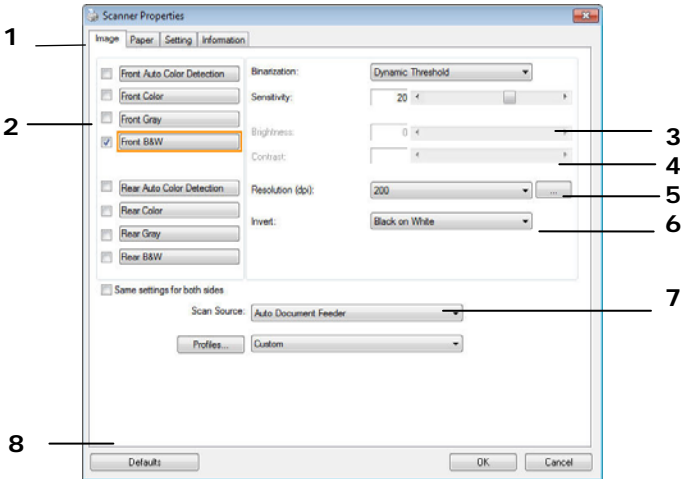 Scanner Properties
1
Image Paper Setting Information
Front Auto Color Detection
Binarization: Dynamic Threshold
Front Color
Sensitivity: 20
2
Front Gray
Front B&W
Brightness: 0
3
Contrast:
4
Rear Auto Color Detection
Resolution (dpi): 200 ...
5
Rear Color
Invert: Black on White
6
Rear Gray
Rear B&W
Same settings for both sides
7
Scan Source: Auto Document Feeder
Profiles... Custom
8
Defaults OK Cancel